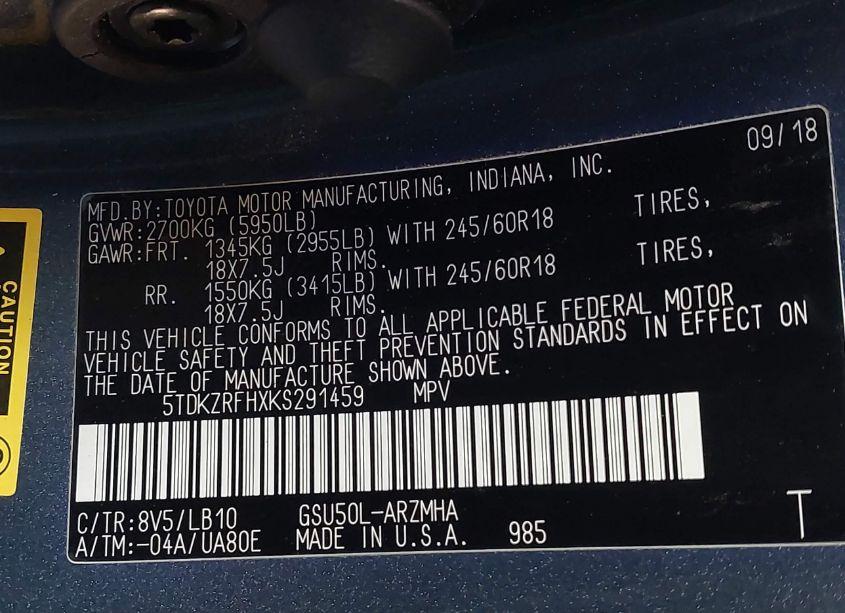 09/18
MFD.BY:TOYOTA MOTOR MANUFACTURING, INDIANA, INC.
GVWR:2700KG (5950LB)
GAWR:FRT. 1345KG (2955LB) WITH 245/60R18 TIRES,
18X7.5J RIMS.
RR. 1550KG (3415LB) WITH 245/60R18 TIRES,
18X7.5J RIMS.
THIS VEHICLE CONFORMS TO ALL APPLICABLE FEDERAL MOTOR
VEHICLE SAFETY AND THEFT PREVENTION STANDARDS IN EFFECT ON
THE DATE OF MANUFACTURE SHOWN ABOVE.
5TDKZRFHXKS291459 MPV
C/TR:8V5/LB10 GSU50L-ARZMHA
A/TM:-04A/UA80E MADE IN U.S.A. 985 T
CAUTION